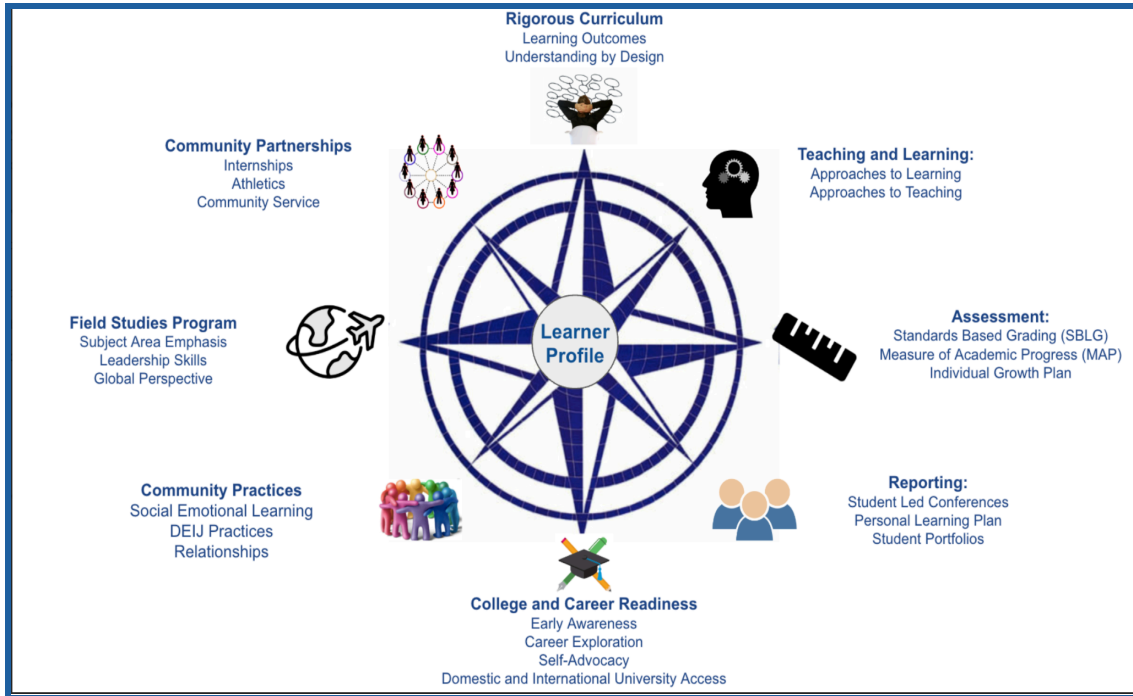 Rigorous Curriculum
Learning Outcomes
Understanding by Design
Community Partnerships
Internships
Athletics
Community Service
Teaching and Learning:
Approaches to Learning
Approaches to Teaching
Field Studies Program
Subject Area Emphasis
Leadership Skills
Global Perspective
Learner
Profile
Assessment:
Standards Based Grading (SBLG)
Measure of Academic Progress (MAP)
Individual Growth Plan
Community Practices
Social Emotional Learning
DEIJ Practices
Relationships
Reporting:
Student Led Conferences
Personal Learning Plan
Student Portfolios
College and Career Readiness
Early Awareness
Career Exploration
Self-Advocacy
Domestic and International University Access